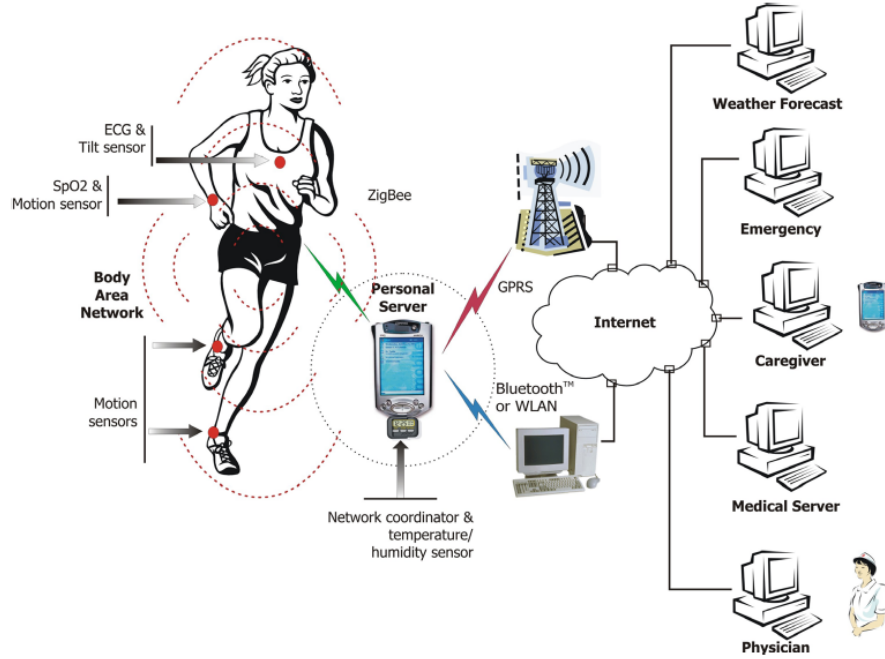 Weather Forecast
ECG &
Tilt sensor
SpO2 &
Motion sensor
ZigBee
Emergency
Body
Area
Network
Personal
Server
GPRS
Internet
Caregiver
Motion
sensors
Bluetooth™
or WLAN
Medical Server
Network coordinator &
temperature/
humidity sensor
Physician